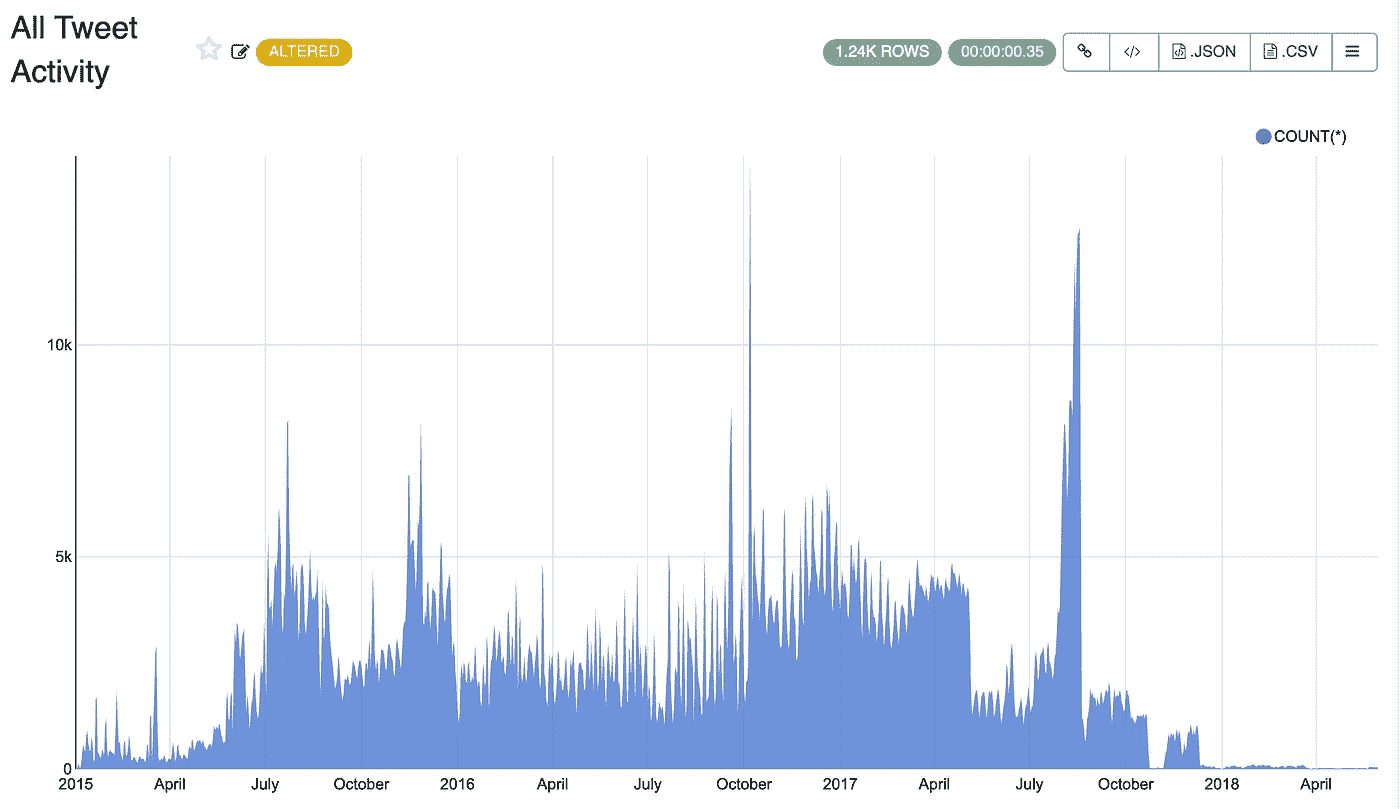 All Tweet
Activity
ALTERED
1.24K ROWS
00:00:00.35
</>
.JSON
.CSV
COUNT(*)
10k
5k
0
2015 April July October 2016 April July October 2017 April July October 2018 April